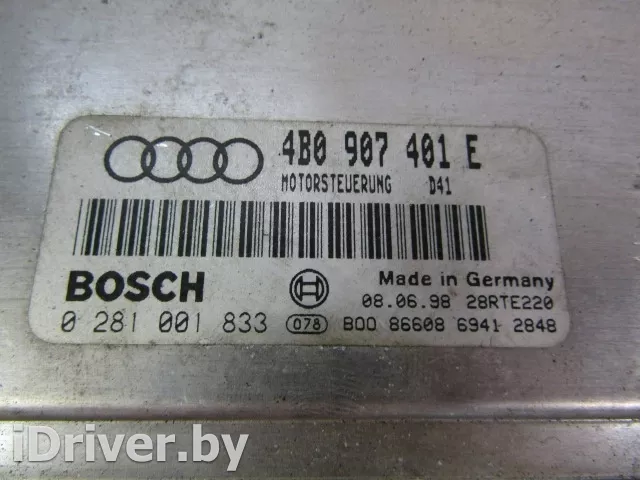 4B0 907 401 E
MOTORSTEUERUNG D41
BOSCH
Made in Germany
08.06.98 28RTE220
0 281 001 833 078 B00 86608 6941 2848
iDriver.by